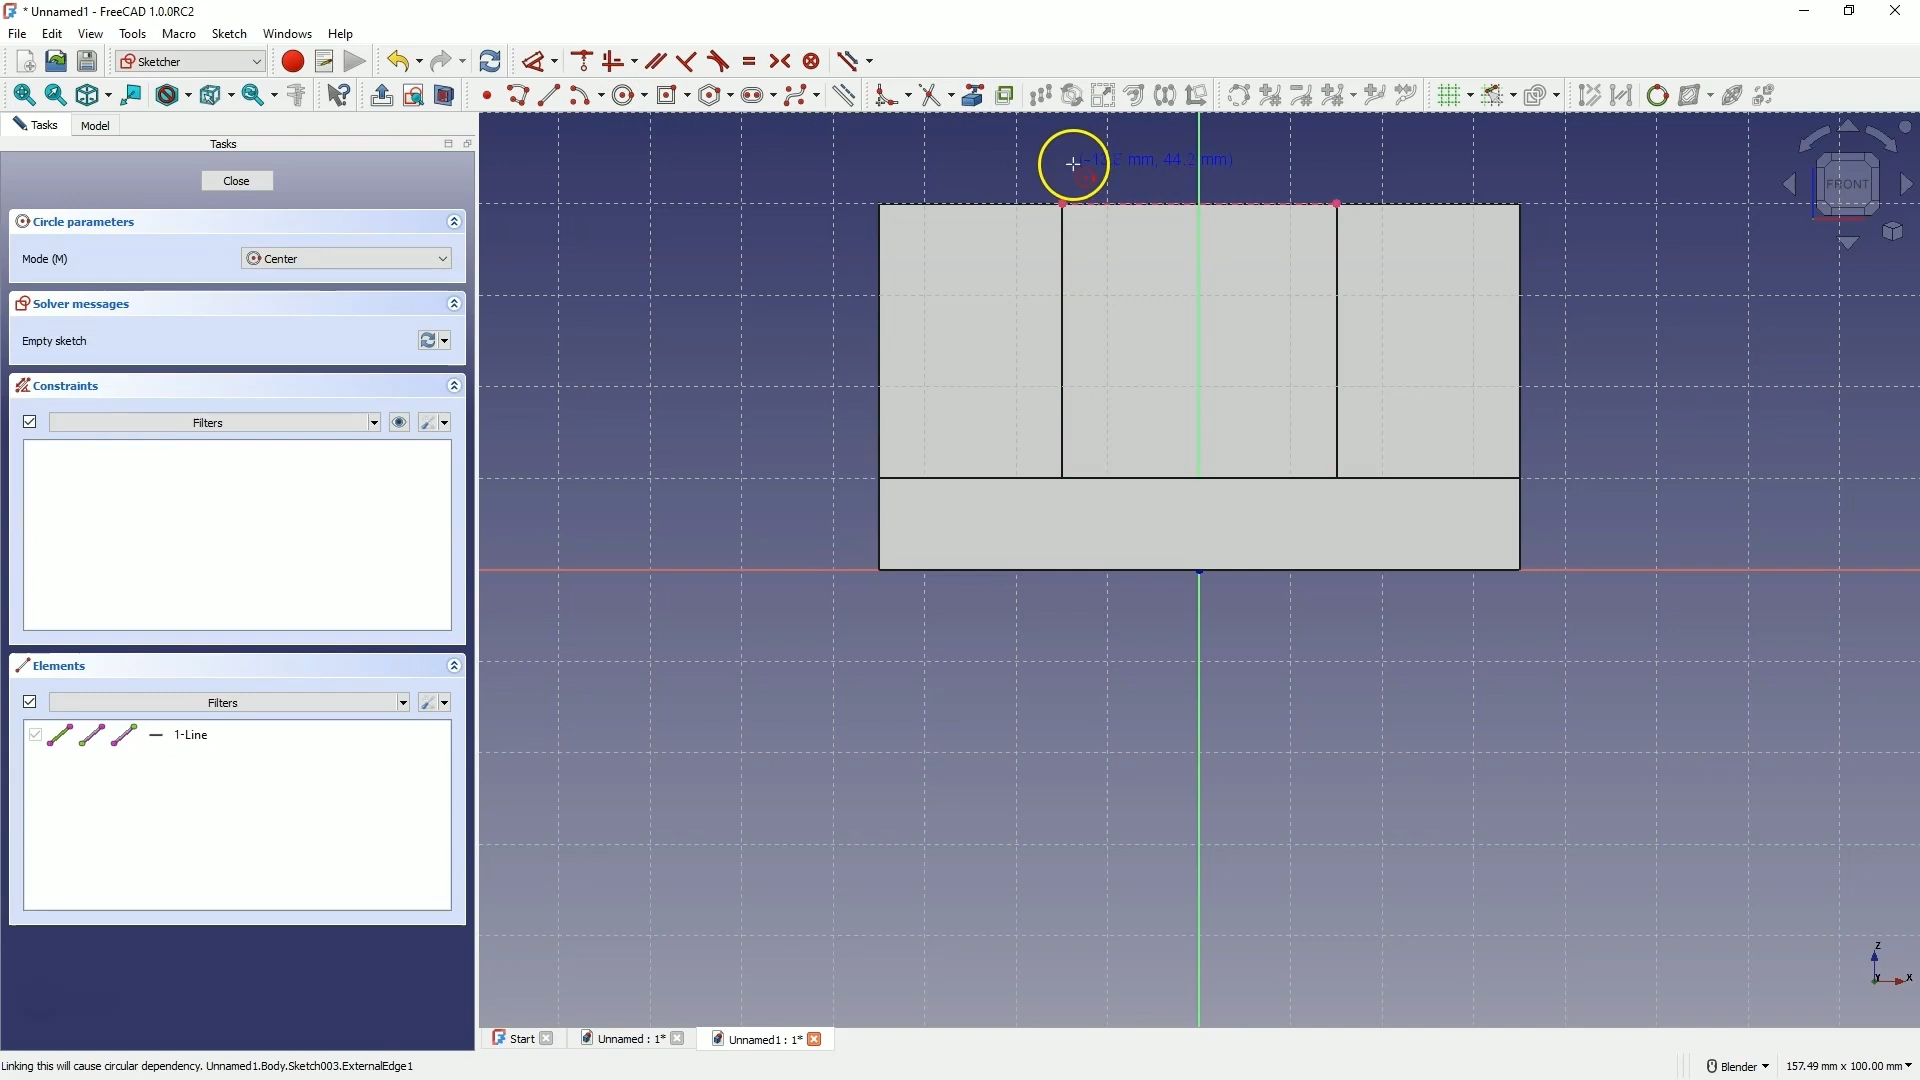 * Unnamed1 - FreeCAD 1.0.0RC2
File Edit View Tools Macro Sketch Windows Help
Sketcher
Tasks Model
Tasks
Close
Circle parameters
Mode (M) Center
Solver messages
Empty sketch
Constraints
Filters
Elements
Filters
1-Line
mm, 44.2 mm)
FRONT
Z
Y X
Start Unnamed : 1* Unnamed1 : 1*
Linking this will cause circular dependency. Unnamed1.Body.Sketch003.ExternalEdge1
Blender 157.49 mm x 100.00 mm